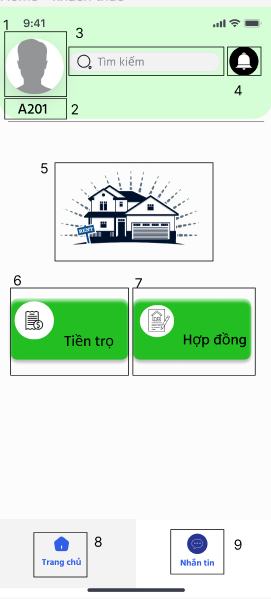 1
9:41
3
Tìm kiếm
4
A201
2
5
RENT
6
7
Tiền trọ
Hợp đồng
8
9
Trang chủ
Nhắn tin